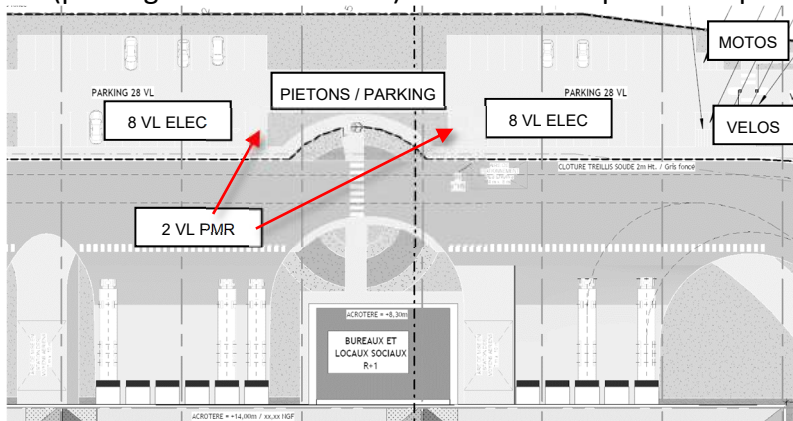 MOTOS
PARKING 28 VL
PIETONS / PARKING
PARKING 28 VL
8 VL ELEC
8 VL ELEC
VELOS
CLOTURE TREILLIS SOUDE 2m Ht. / Gris foncé
2 VL PMR
ACROTERE = +8,30m
BUREAUX ET
LOCAUX SOCIAUX
R+1
ACROTERE = +14,00m / xx,xx NGF